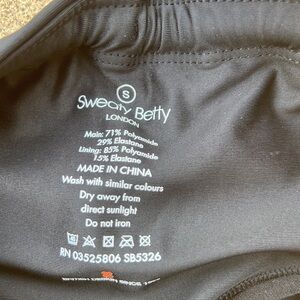 S
Sweaty Betty
LONDON
Main: 71% Polyamide
29% Elastane
Lining: 85% Polyamide
15% Elastane
MADE IN CHINA
Wash with similar colours
Dry away from
direct sunlight
Do not iron
RN 03525806 SB5326